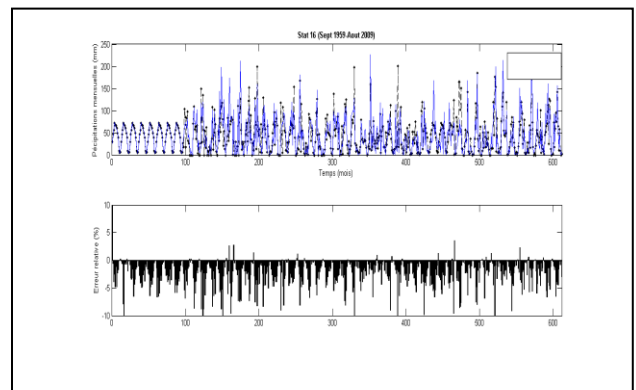 Stat 16 (Sept 1959-Aout 2009)
Pécipitations mensuelles (mm)
250
200
150
100
50
0
0 100 200 300 400 500 600
Temps (mois)
Erreur relative (%)
10
5
0
-5
-10
0 100 200 300 400 500 600